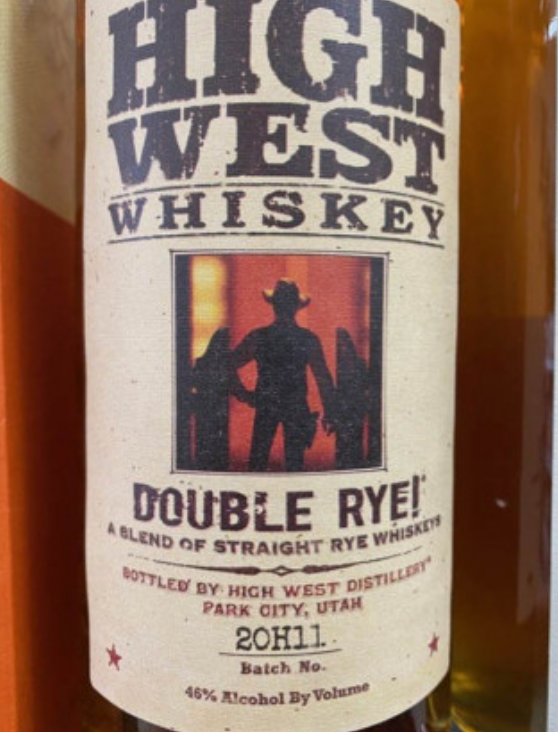 HIGH
WEST
WHISKEY
DOUBLE RYE!
A BLEND OF STRAIGHT RYE WHISKEYS
BOTTLED BY HIGH WEST DISTILLERY®
PARK CITY, UTAH
20H11
Batch No.
46% Alcohol By Volume